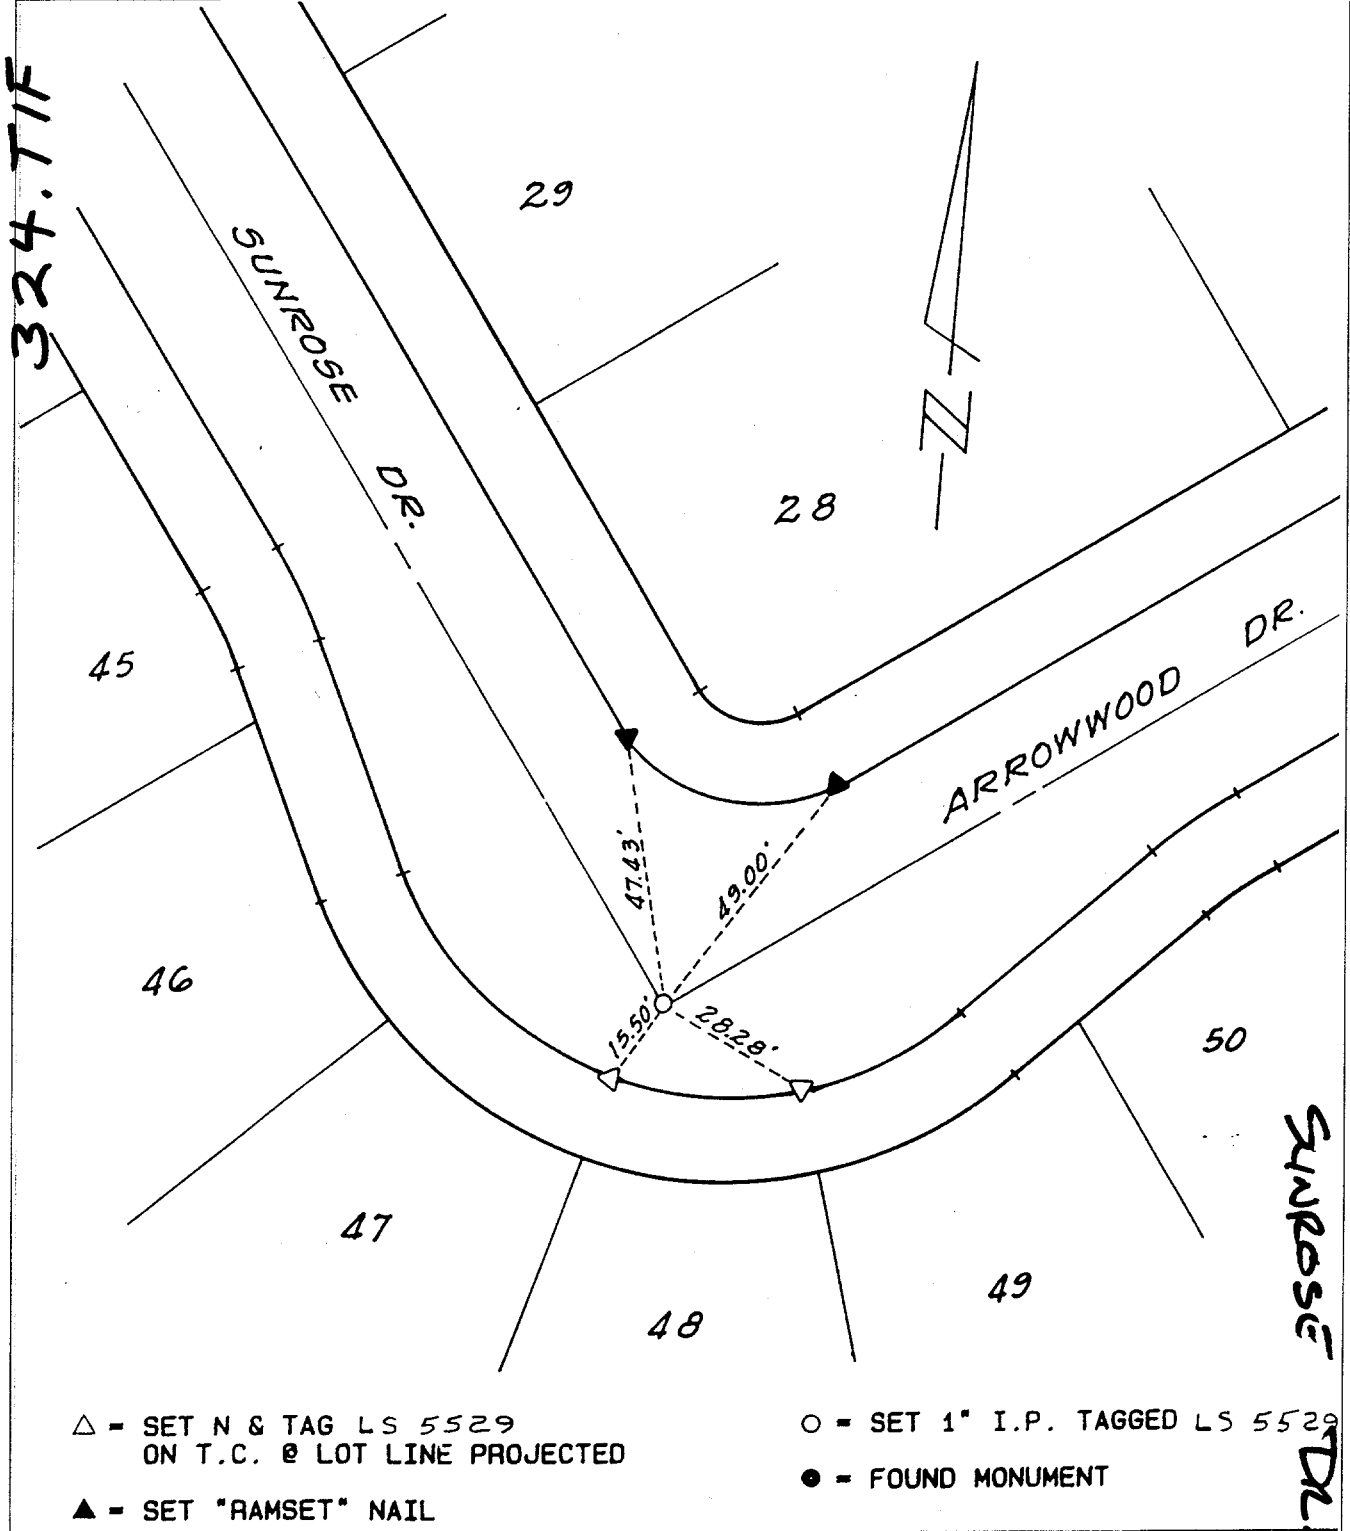 324.TIF
29
SUNROSE DR.
N
28
45
DR.
ARROWWOOD
47.43'
49.00'
46
15.50'
28.28'
50
47
49
48
SUNROSE DR.
△ = SET N & TAG LS 5529
ON T.C. @ LOT LINE PROJECTED
▲ = SET "RAMSET" NAIL
○ = SET 1" I.P. TAGGED LS 5529
● = FOUND MONUMENT